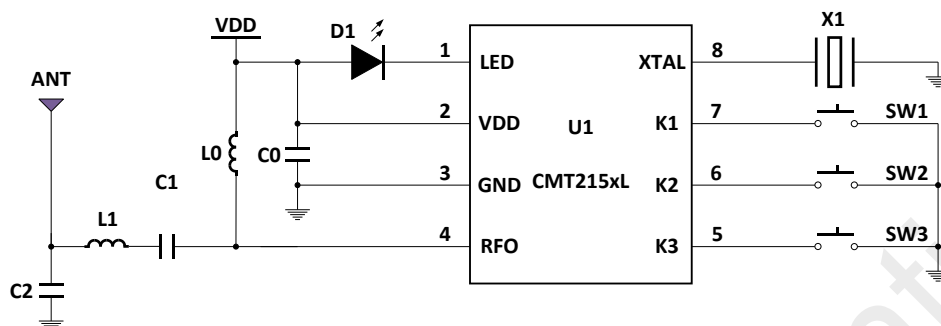 VDD
D1
X1
1
LED
XTAL
8
ANT
2
VDD
U1
K1
7
SW1
L0
C0
C1
3
GND
CMT215xL
K2
6
SW2
L1
4
RFO
K3
5
SW3
C2